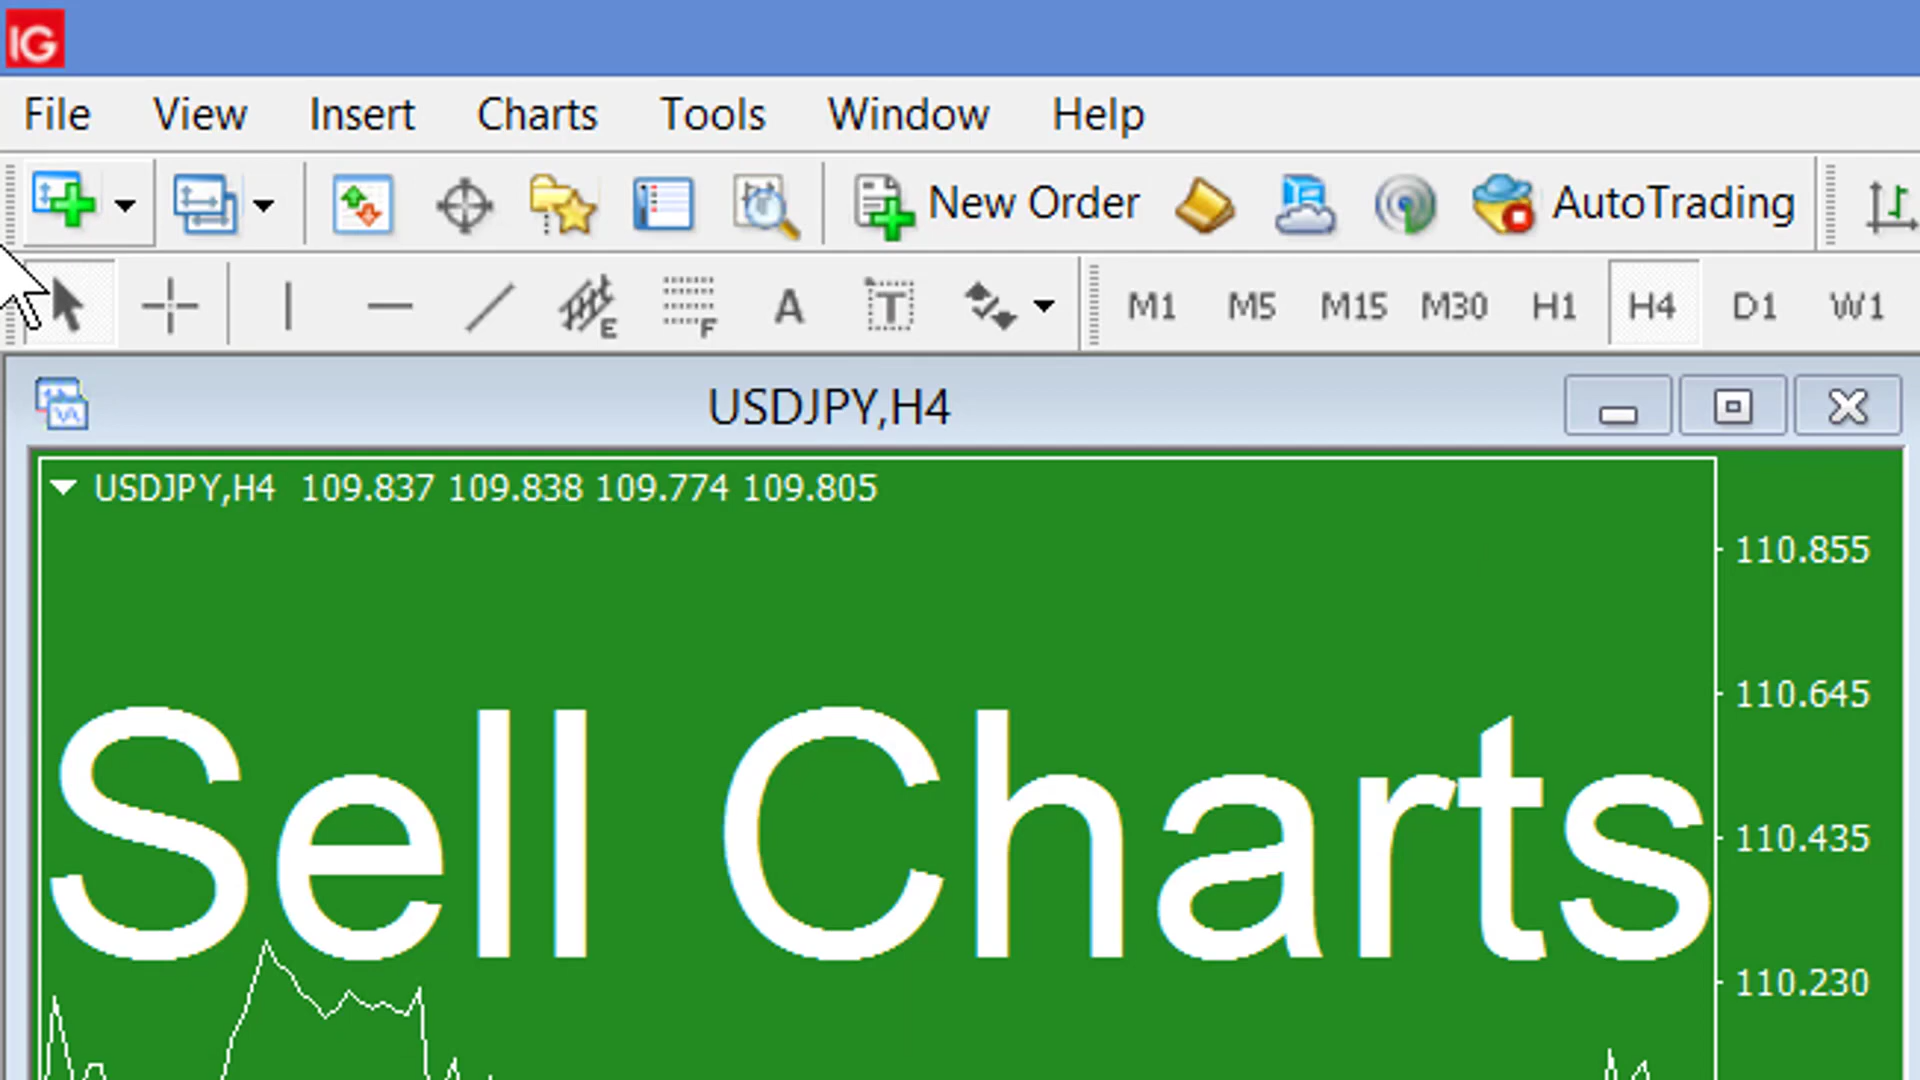 IG
File View Insert Charts Tools Window Help
New Order AutoTrading
E F A T M1 M5 M15 M30 H1 H4 D1 W1
USDJPY,H4
USDJPY,H4 109.837 109.838 109.774 109.805
110.855
110.645
Sell Charts
110.435
110.230